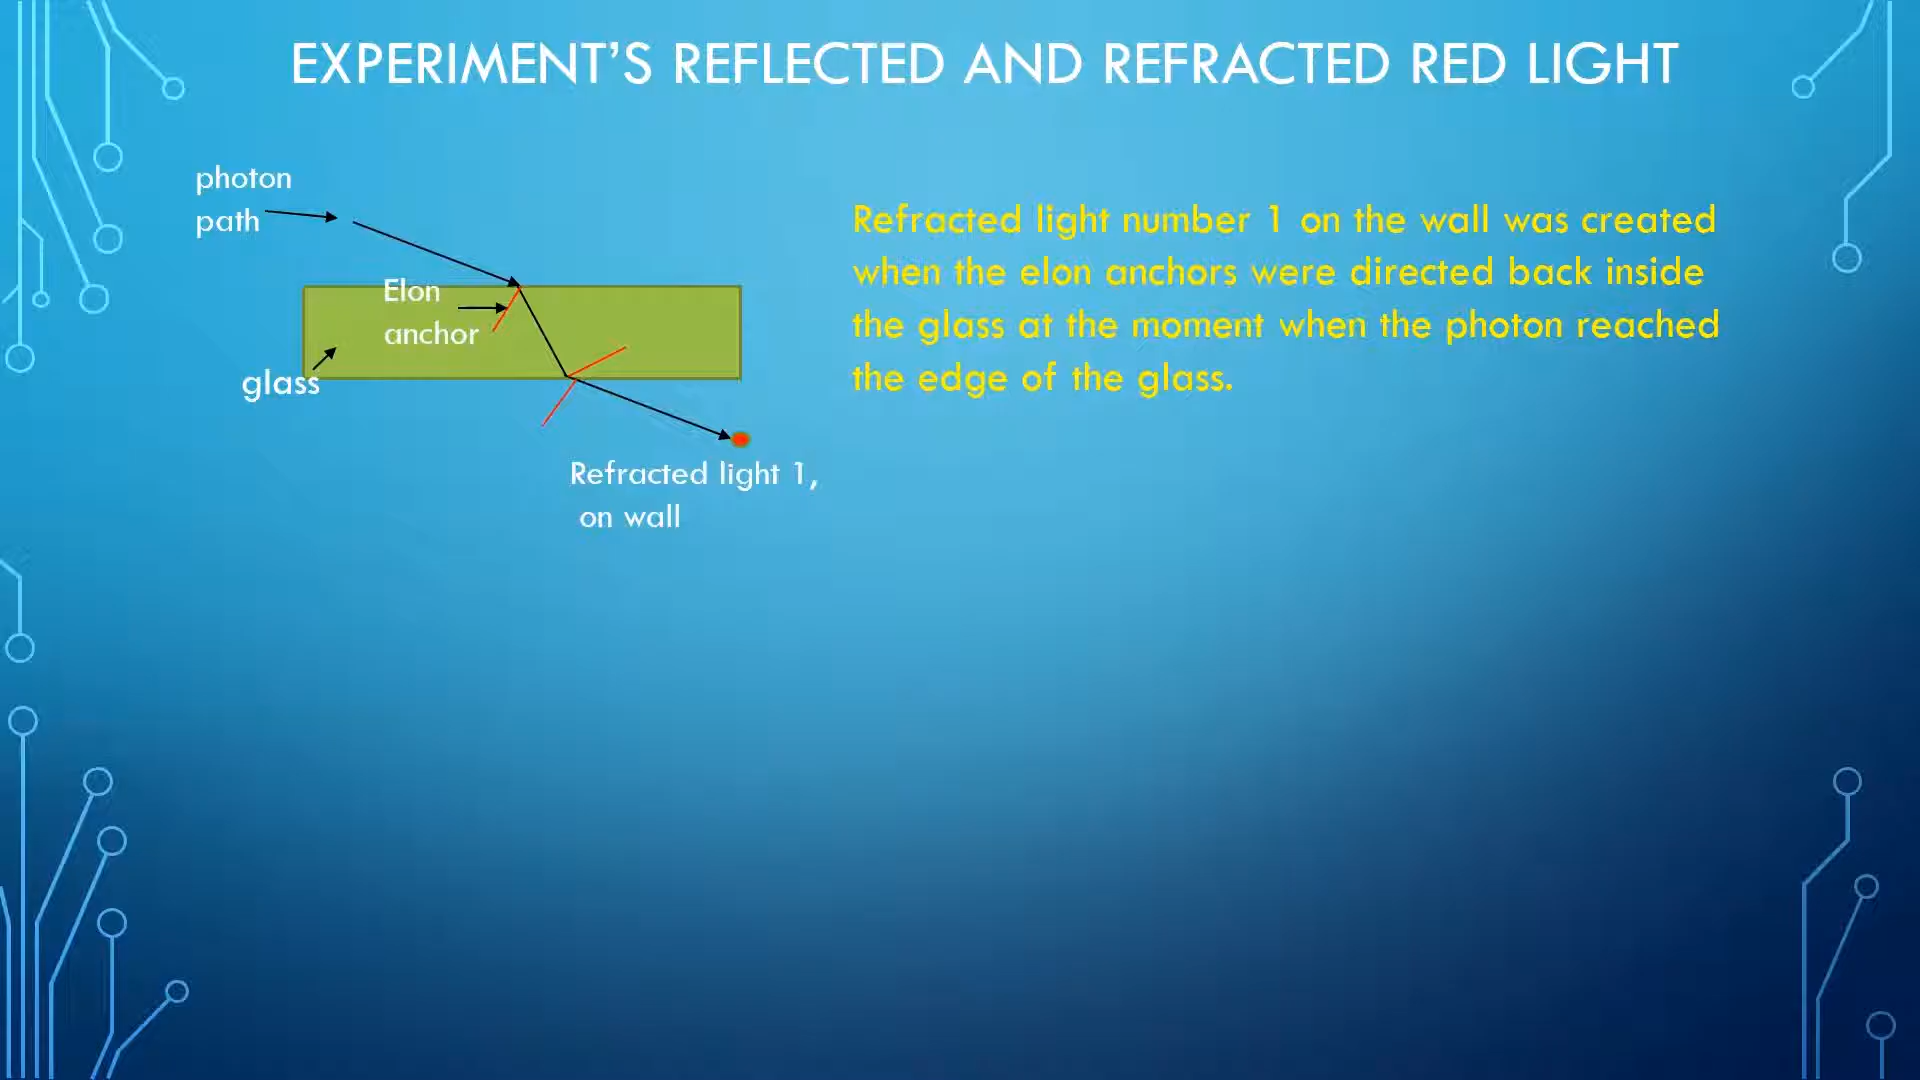 EXPERIMENT’S REFLECTED AND REFRACTED RED LIGHT
photon
path
Elon
anchor
glass
Refracted light 1,
on wall
Refracted light number 1 on the wall was created
when the elon anchors were directed back inside
the glass at the moment when the photon reached
the edge of the glass.